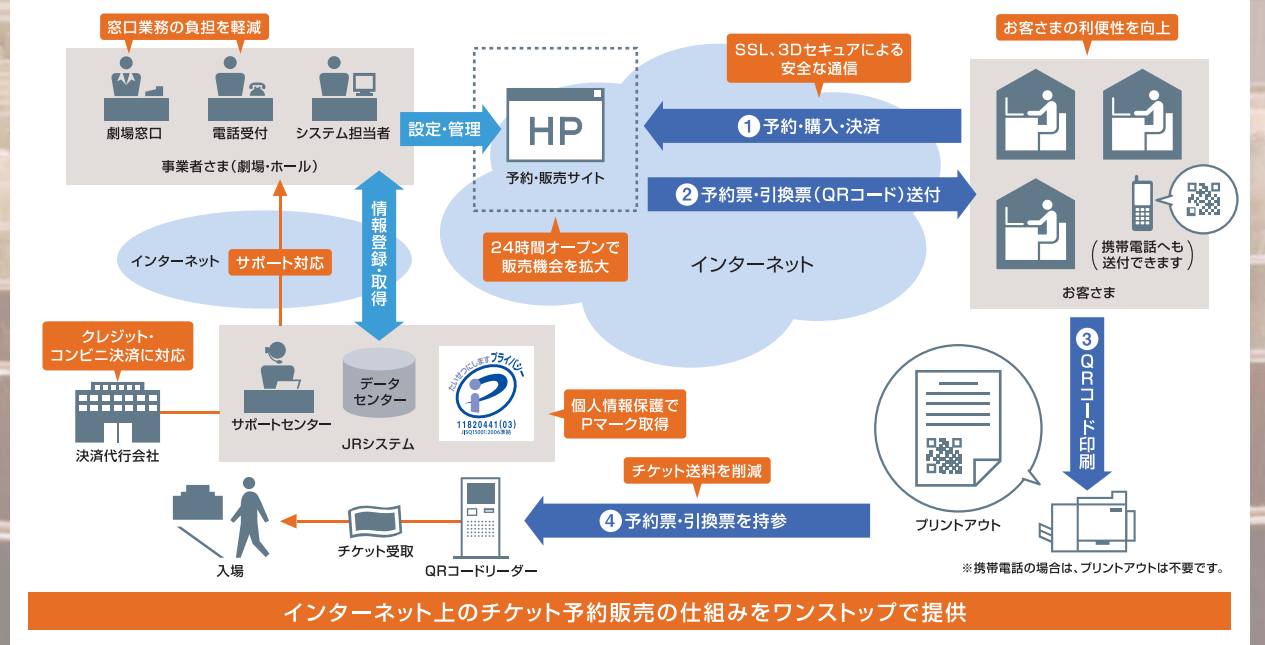 窓口業務の負担を軽減
劇場窓口
電話受付
システム担当者
事業者さま（劇場・ホール）
設定・管理
HP
予約・販売サイト
24時間オープンで
販売機会を拡大
SSL、3Dセキュアによる
安全な通信
①予約・購入・決済
②予約票・引換票（QRコード）送付
インターネット
お客さまの利便性を向上
（携帯電話へも
送付できます）
お客さま
インターネット
サポート対応
情報登録・取得
クレジット・
コンビニ決済に対応
決済代行会社
サポートセンター
データ
センター
JRシステム
たいせつにしますプライバシー
11820441(03)
JISQ15001:2006準拠
個人情報保護で
Pマーク取得
③QRコード印刷
プリントアウト
※携帯電話の場合は、プリントアウトは不要です。
チケット送料を削減
④予約票・引換票を持参
QRコードリーダー
チケット受取
入場
インターネット上のチケット予約販売の仕組みをワンストップで提供